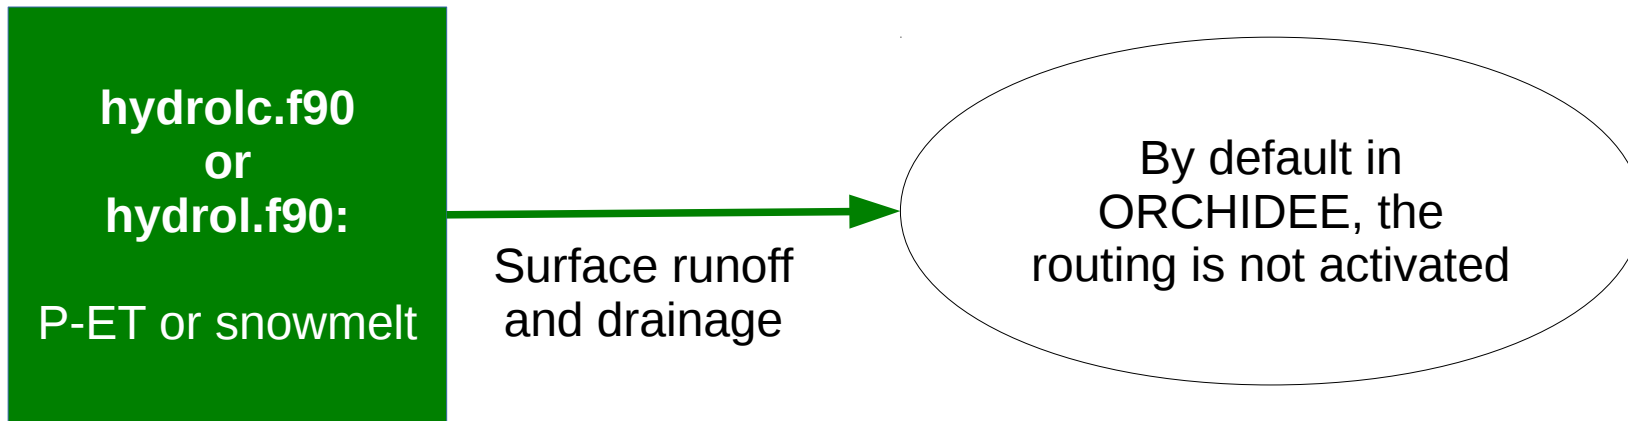 hydrolc.f90
or
hydrol.f90:
P-ET or snowmelt
Surface runoff
and drainage
By default in
ORCHIDEE, the
routing is not activated